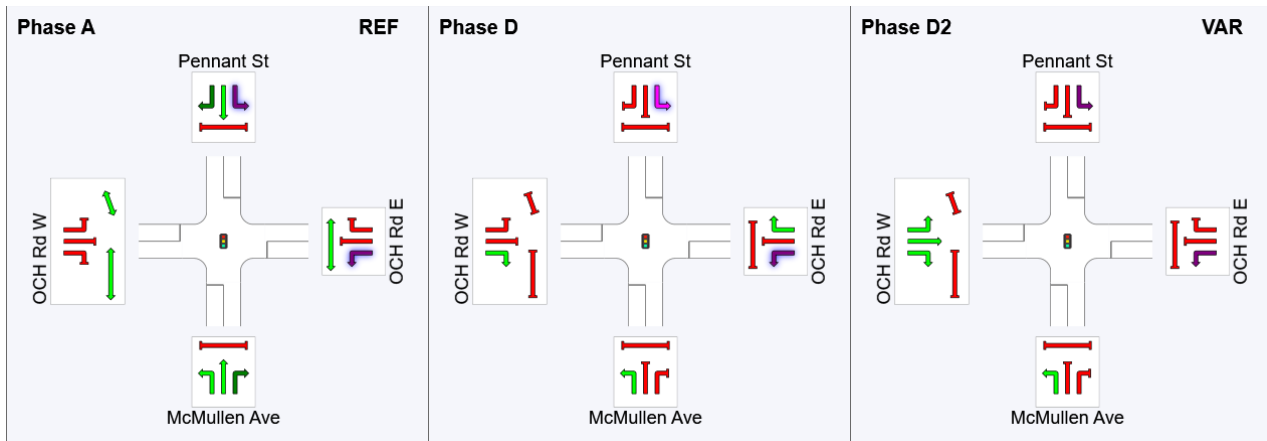 Phase A REF
Pennant St
OCH Rd W
OCH Rd E
McMullen Ave
Phase D
Pennant St
OCH Rd W
OCH Rd E
McMullen Ave
Phase D2 VAR
Pennant St
OCH Rd W
OCH Rd E
McMullen Ave